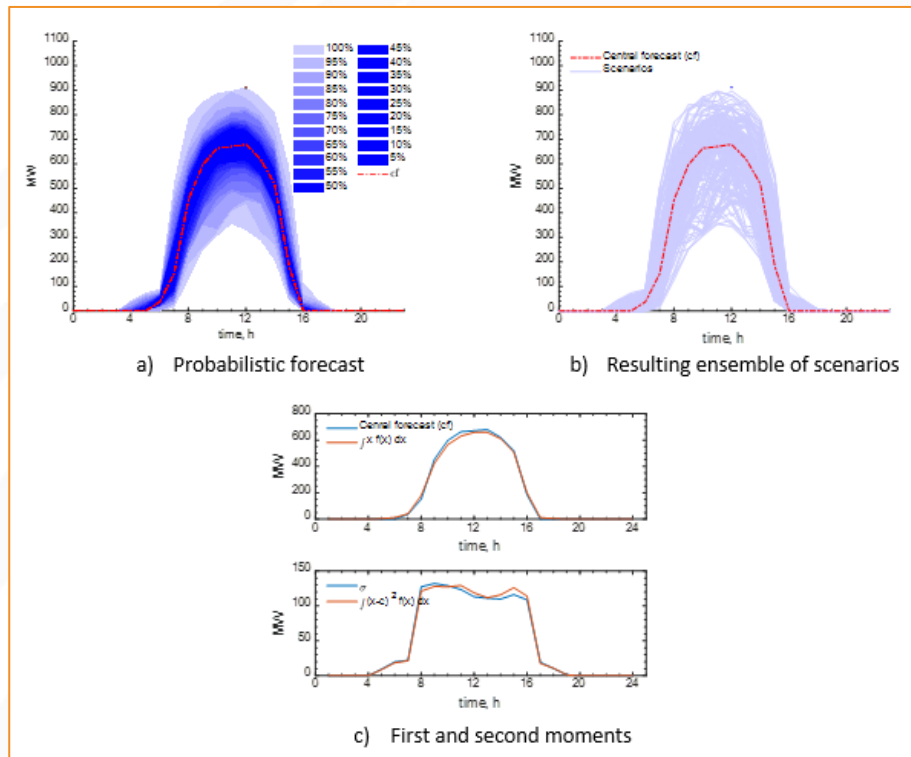 1100
1000
900
800
700
600
500
400
300
200
100
0
MW
0 4 8 12 16 20
time, h
100% 45%
95% 40%
90% 35%
85% 30%
80% 25%
75% 20%
70% 15%
65% 10%
60% 5%
55% cf
50%
a) Probabilistic forecast
1100
1000
900
800
700
600
500
400
300
200
100
0
MW
0 4 8 12 16 20
time, h
Central forecast (cf)
Scenarios
b) Resulting ensemble of scenarios
800
600
400
200
0
MW
Cenral forecast (cf)
∫ x f(x) dx
0 4 8 12 16 20 24
time, h
150
100
50
0
MW
σ
∫ (x-c) 2 f(x) dx
0 4 8 12 16 20 24
time, h
c) First and second moments